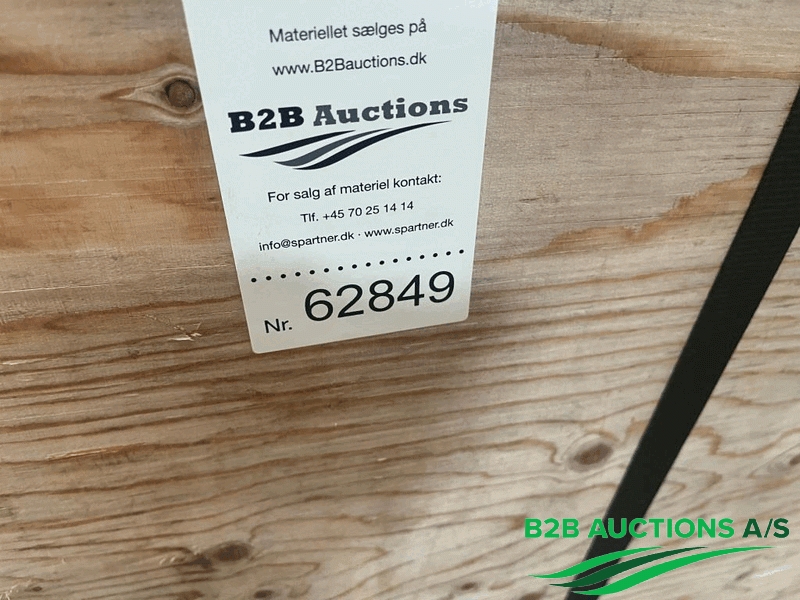 Materiellet sælges på
www.B2Bauctions.dk
B2B Auctions
For salg af materiel kontakt:
Tlf. +45 70 25 14 14
info@spartner.dk · www.spartner.dk
Nr. 62849
B2B AUCTIONS A/S